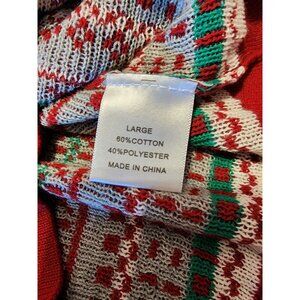 LARGE
60%COTTON
40%POLYESTER
MADE IN CHINA